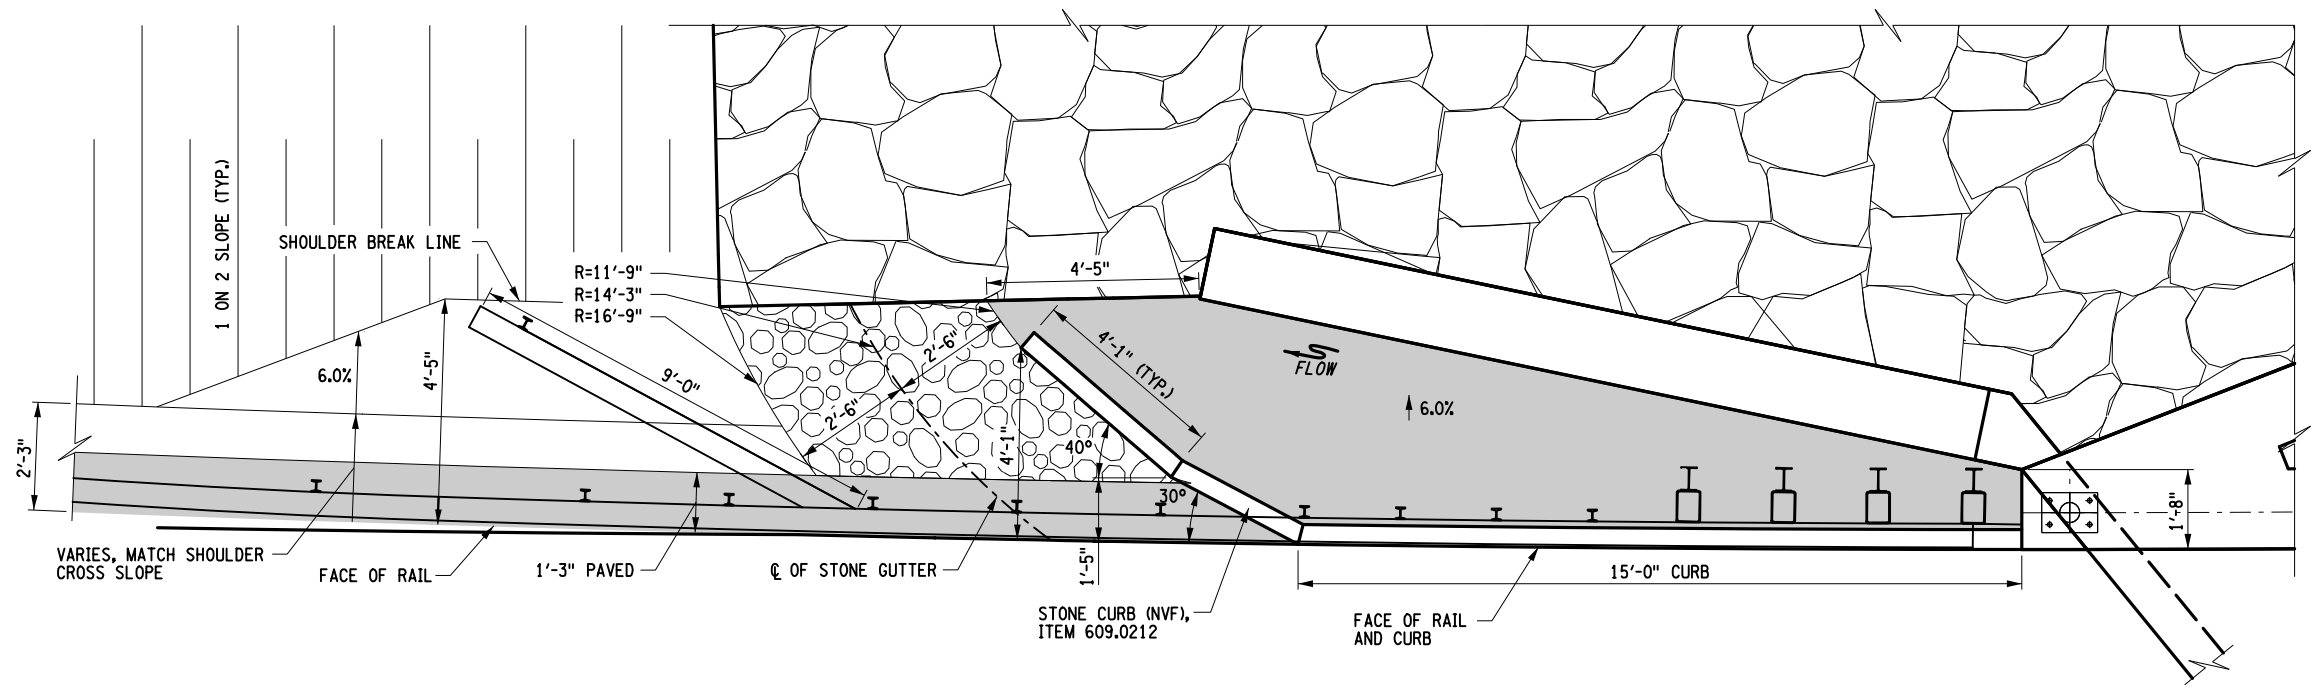 1 ON 2 SLOPE (TYP.)
SHOULDER BREAK LINE
R=11'-9"
R=14'-3"
R=16'-9"
4'-5"
4'-1" (TYP.)
2'-6"
2'-6"
FLOW
6.0%
6.0%
4'-5"
9'-0"
4'-1"
40°
30°
2'-3"
1'-8"
VARIES, MATCH SHOULDER
CROSS SLOPE
FACE OF RAIL
1'-3" PAVED
℄ OF STONE GUTTER
1'-5"
15'-0" CURB
STONE CURB (NVF),
ITEM 609.0212
FACE OF RAIL
AND CURB